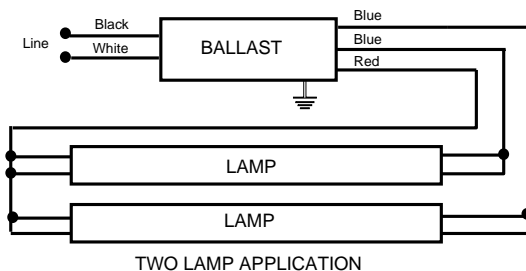 Black
Blue
Line
White
BALLAST
Blue
Red
LAMP
LAMP
TWO LAMP APPLICATION